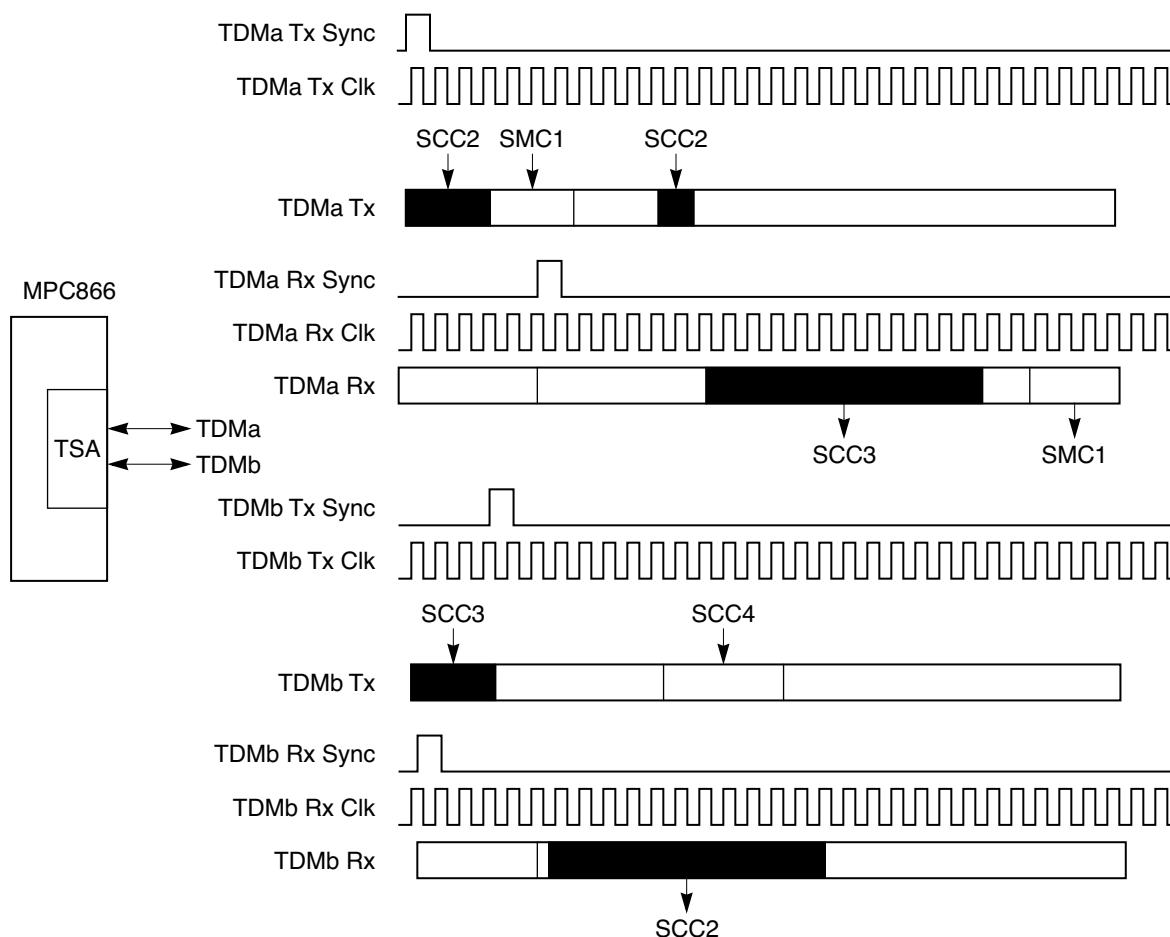 TDMa Tx Sync
TDMa Tx Clk
SCC2 SMC1 SCC2
TDMa Tx
TDMa Rx Sync
MPC866
TDMa Rx Clk
TDMa Rx
TSA
TDMa
TDMb
SCC3 SMC1
TDMb Tx Sync
TDMb Tx Clk
SCC3 SCC4
TDMb Tx
TDMb Rx Sync
TDMb Rx Clk
TDMb Rx
SCC2